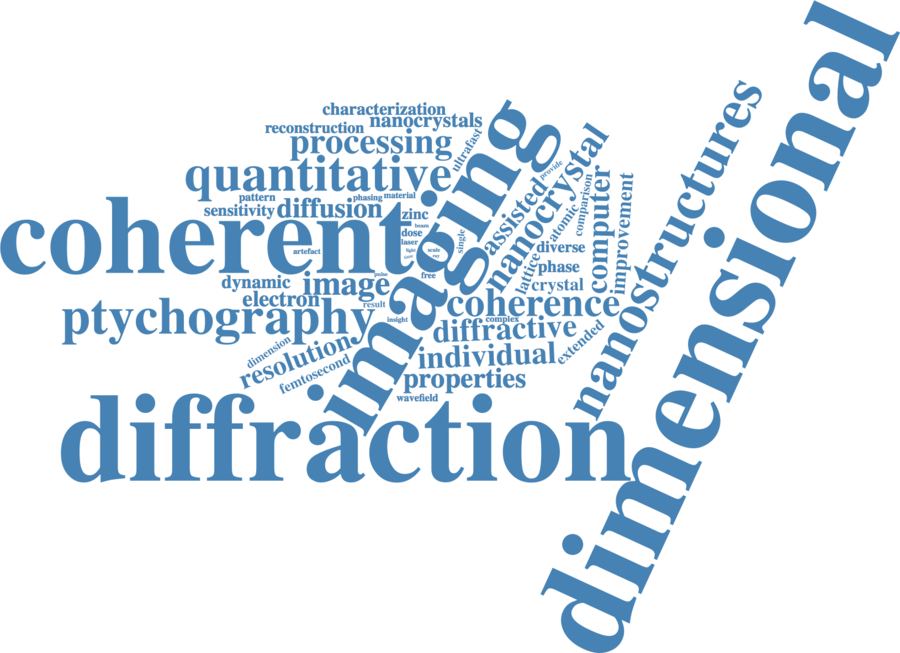 dimensional
characterization
nanocrystals
reconstruction
processing
ultrafast
imaging
nanostructures
quantitative
provide
nanocrystal
pattern
phasing
material
assisted
comparison
computer
improvement
sensitivity
diffusion
zinc
atomic
coherent
beam
dose
laser
single
diverse
artefact
light
scale
lattice
phase
dynamic
image
pulse
free
crystal
electron
result
coherence
ptychography
insight
complex
diffractive
extended
dimension
resolution
individual
femtosecond
properties
wavefield
diffraction